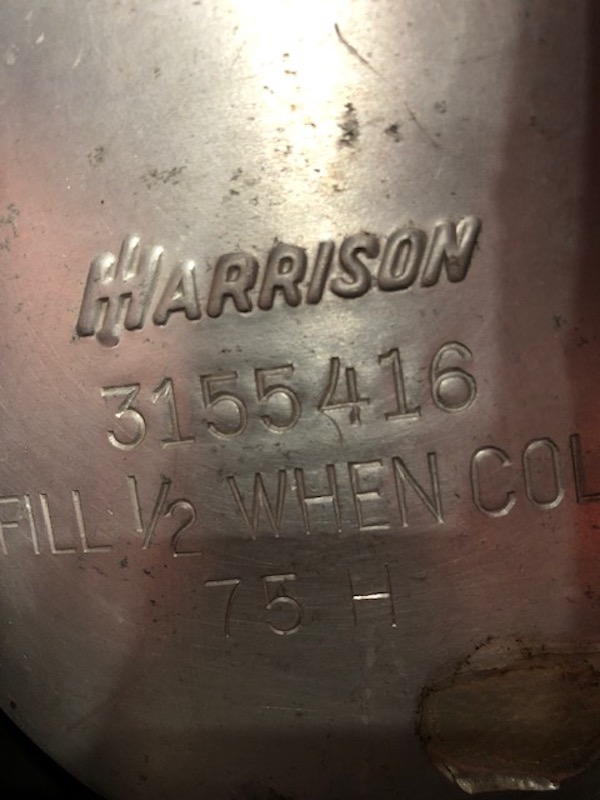 HARRISON
3155416
FILL 1/2 WHEN COL
75 H